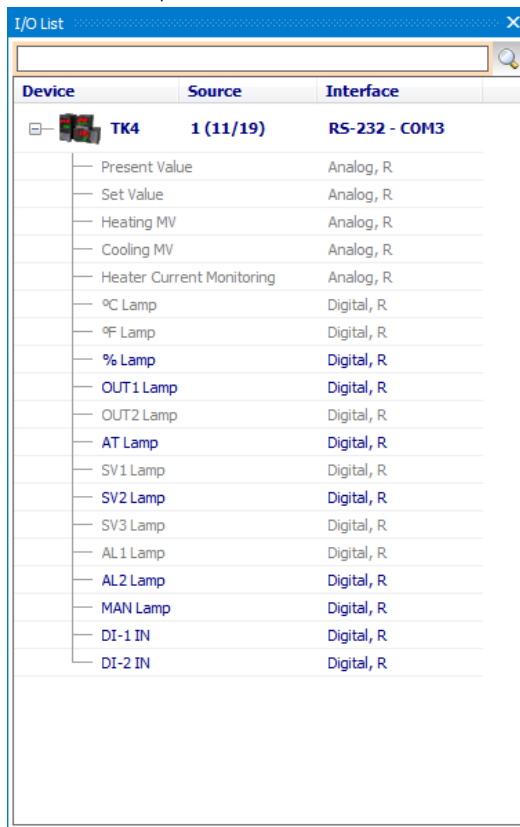 I/O List
Device Source Interface
TK4 1 (11/19) RS-232 - COM3
Present Value Analog, R
Set Value Analog, R
Heating MV Analog, R
Cooling MV Analog, R
Heater Current Monitoring Analog, R
ºC Lamp Digital, R
ºF Lamp Digital, R
% Lamp Digital, R
OUT1 Lamp Digital, R
OUT2 Lamp Digital, R
AT Lamp Digital, R
SV1 Lamp Digital, R
SV2 Lamp Digital, R
SV3 Lamp Digital, R
AL1 Lamp Digital, R
AL2 Lamp Digital, R
MAN Lamp Digital, R
DI-1 IN Digital, R
DI-2 IN Digital, R